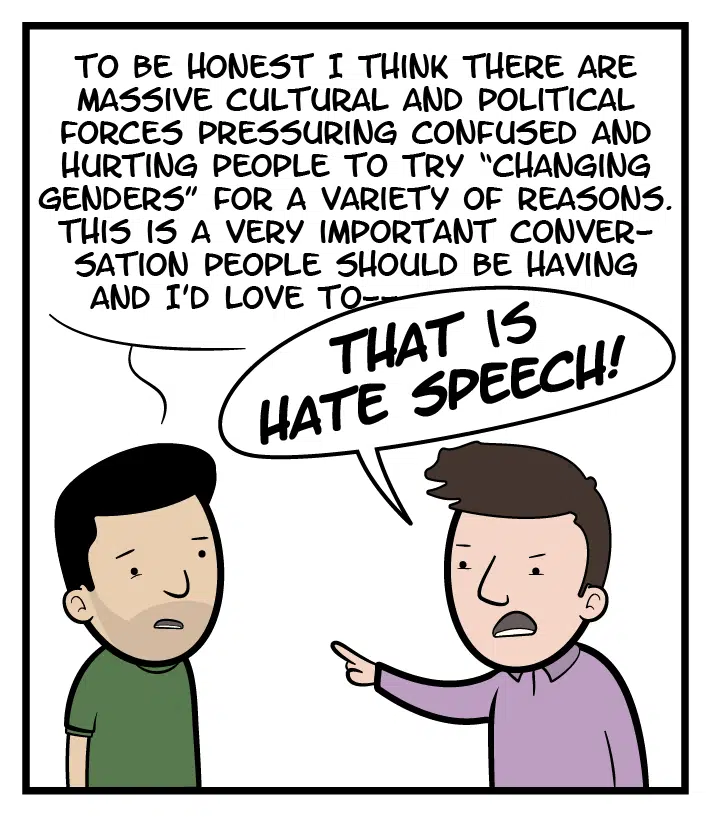 TO BE HONEST I THINK THERE ARE
MASSIVE CULTURAL AND POLITICAL
FORCES PRESSURING CONFUSED AND
HURTING PEOPLE TO TRY “CHANGING
GENDERS” FOR A VARIETY OF REASONS.
THIS IS A VERY IMPORTANT CONVER-
SATION PEOPLE SHOULD BE HAVING
AND I'D LOVE TO--
THAT IS
HATE SPEECH!